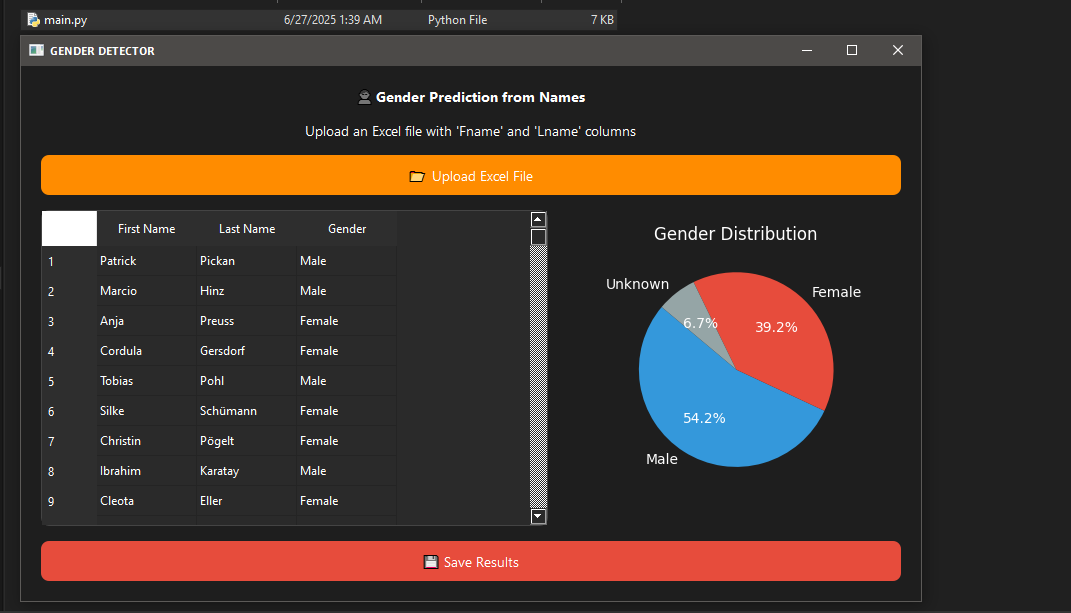 main.py 6/27/2025 1:39 AM Python File 7 KB
GENDER DETECTOR
Gender Prediction from Names
Upload an Excel file with 'Fname' and 'Lname' columns
Upload Excel File
First Name Last Name Gender
1 Patrick Pickan Male
2 Marcio Hinz Male
3 Anja Preuss Female
4 Cordula Gersdorf Female
5 Tobias Pohl Male
6 Silke Schümann Female
7 Christin Pögelt Female
8 Ibrahim Karatay Male
9 Cleota Eller Female
Gender Distribution
Unknown
Female
6.7%
39.2%
54.2%
Male
Save Results